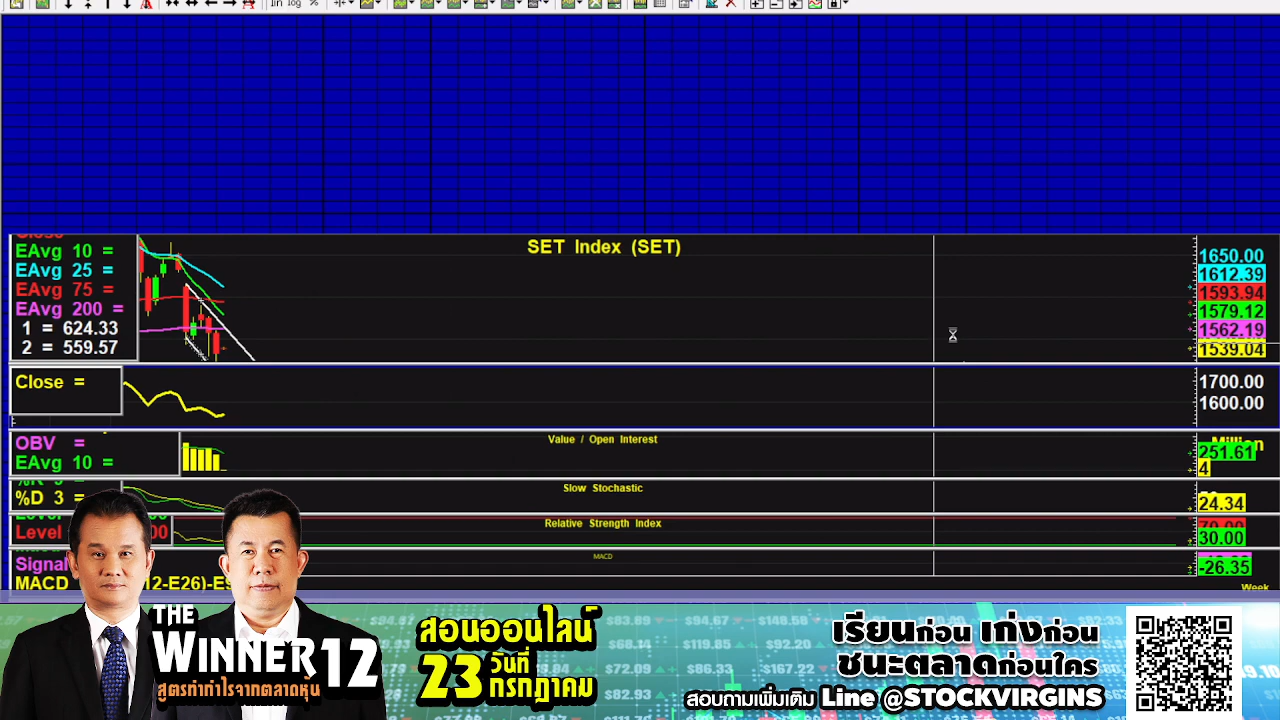 lin log %
SET Index (SET)
EAvg 10 =
EAvg 25 =
EAvg 75 =
EAvg 200 =
1 = 624.33
2 = 559.57
1650.00
1612.39
1593.94
1579.12
1562.19
1539.04
Close =
1700.00
1600.00
Value / Open Interest
OBV =
EAvg 10 =
Million
251.61
4
Slow Stochastic
%D 3 =
24.34
Relative Strength Index
Level
70.00
30.00
MACD
Signal
-26.35
MACD
Week
THE
WINNER 12
สูตรทำกำไรจากตลาดหุ้น
สอนออนไลน์
วันที่
23 กรกฎาคม
เรียนก่อน เก่งก่อน
ชนะตลาดก่อนใคร
สอบถามเพิ่มเติม Line @STOCKVIRGINS